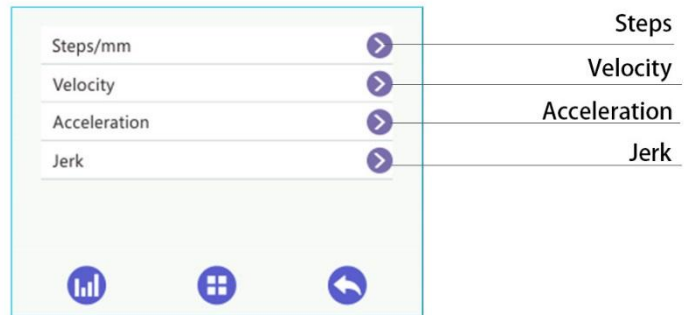 Steps/mm
Steps
Velocity
Velocity
Acceleration
Acceleration
Jerk
Jerk